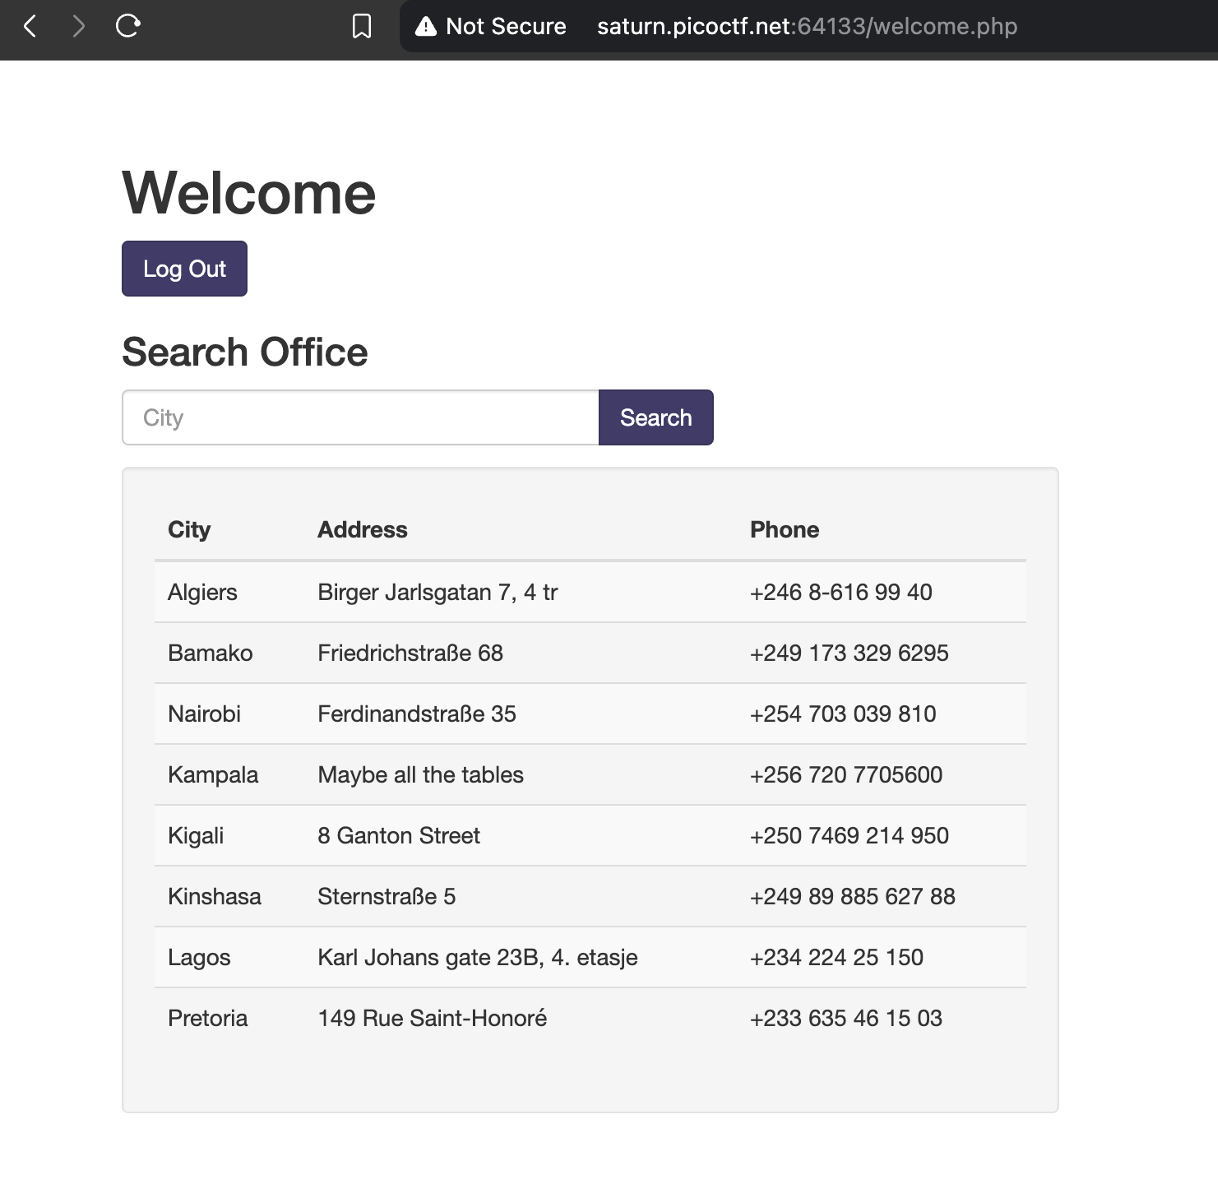 Not Secure saturn.picoctf.net:64133/welcome.php
Welcome
Log Out
Search Office
City Search
City Address Phone
Algiers Birger Jarlsgatan 7, 4 tr +246 8-616 99 40
Bamako Friedrichstraße 68 +249 173 329 6295
Nairobi Ferdinandstraße 35 +254 703 039 810
Kampala Maybe all the tables +256 720 7705600
Kigali 8 Ganton Street +250 7469 214 950
Kinshasa Sternstraße 5 +249 89 885 627 88
Lagos Karl Johans gate 23B, 4. etasje +234 224 25 150
Pretoria 149 Rue Saint-Honoré +233 635 46 15 03